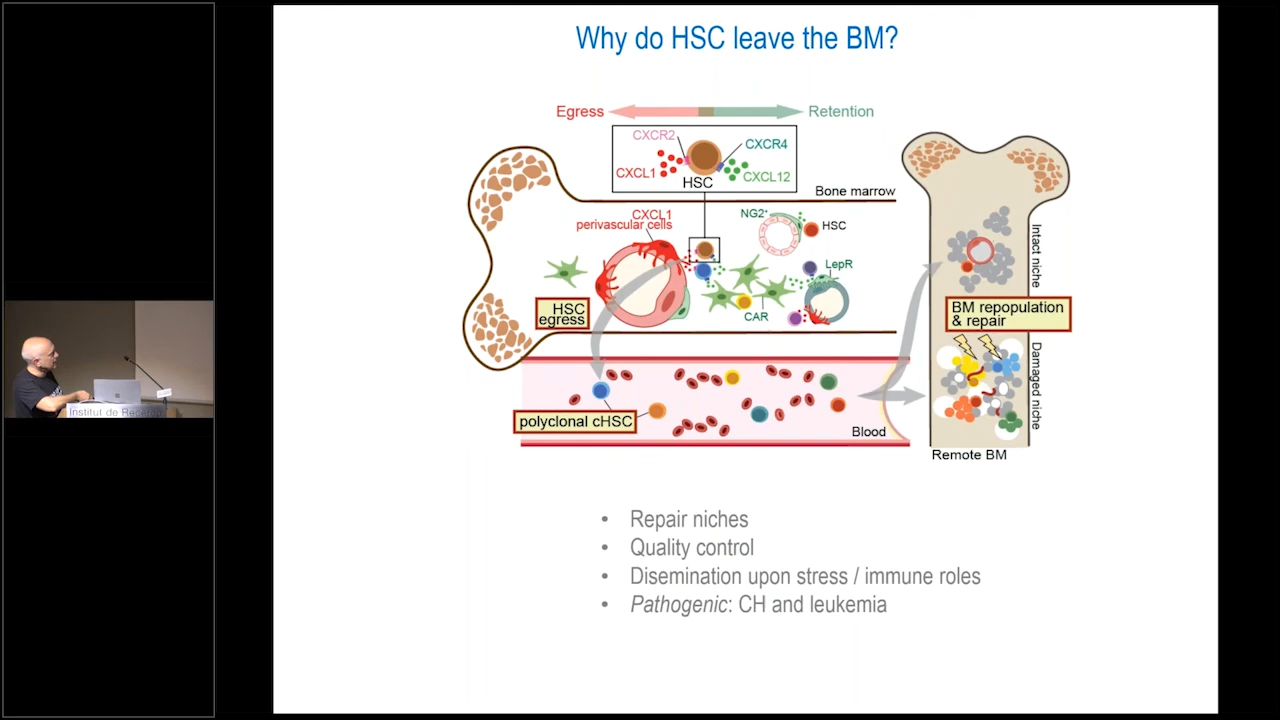 Why do HSC leave the BM?
Egress
Retention
CXCR2
CXCR4
CXCL1
CXCL12
HSC
Bone marrow
CXCL1
perivascular cells
NG2+
HSC
LepR
CAR
HSC
egress
Intact niche
BM repopulation
& repair
Damaged niche
polyclonal cHSC
Blood
Remote BM
• Repair niches
• Quality control
• Disemination upon stress / immune roles
• Pathogenic: CH and leukemia
Institut de Recerca